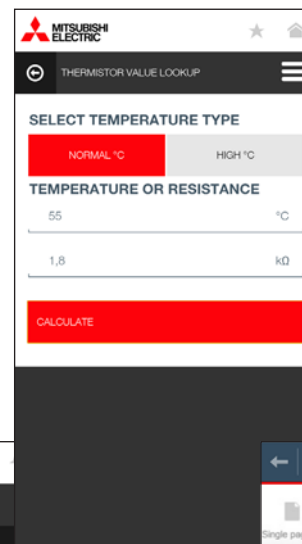 MITSUBISHI
ELECTRIC
THERMISTOR VALUE LOOKUP
SELECT TEMPERATURE TYPE
NORMAL °C HIGH °C
TEMPERATURE OR RESISTANCE
55 °C
1,8 kΩ
CALCULATE
Single